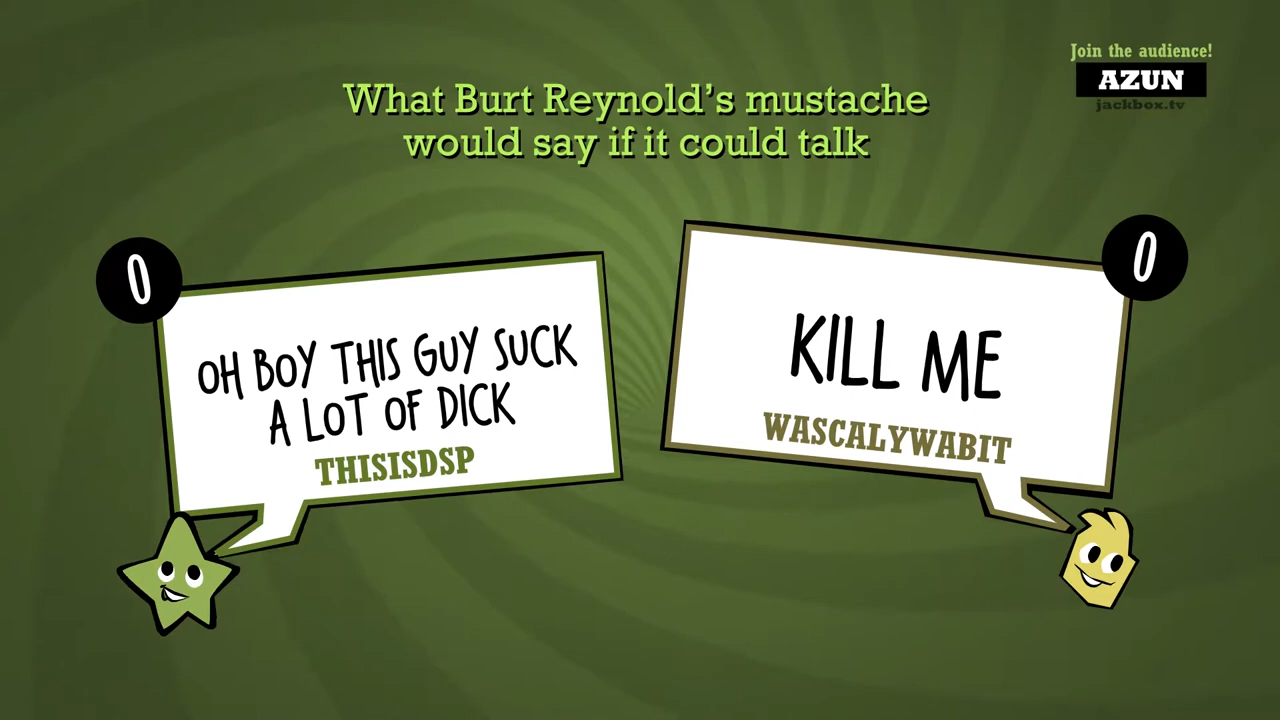 Join the audience!
AZUN
jackbox.tv
What Burt Reynold's mustache
would say if it could talk
0
0
OH BOY THIS GUY SUCK
A LOT OF DICK
THISISDSP
KILL ME
WASCALYWABIT